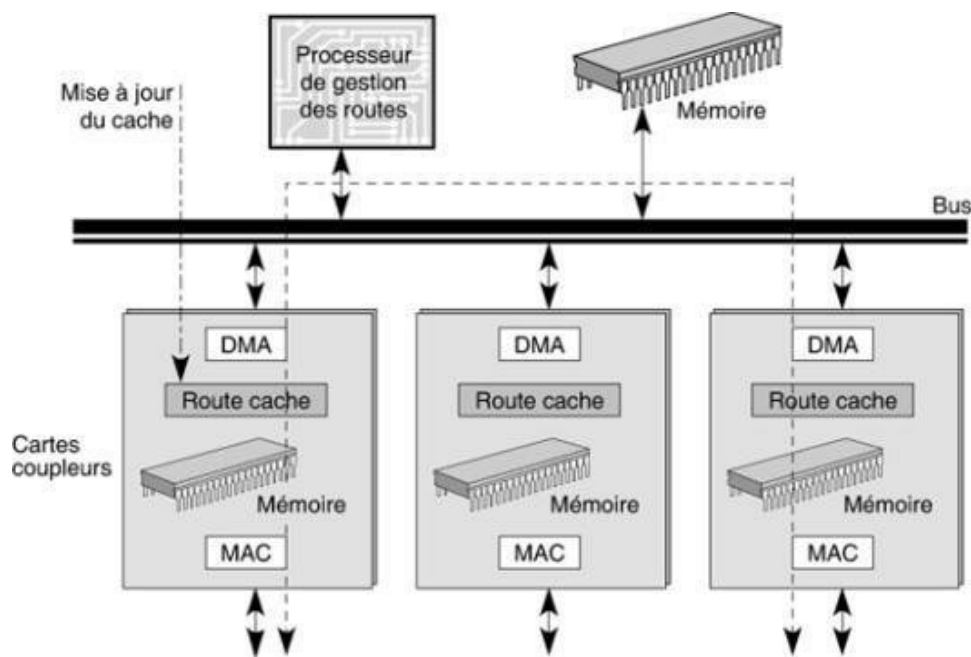 Processeur
de gestion
des routes
Mise à jour
du cache
Mémoire
Bus
DMA
DMA
DMA
Route cache
Route cache
Route cache
Cartes
coupleurs
Mémoire
Mémoire
Mémoire
MAC
MAC
MAC